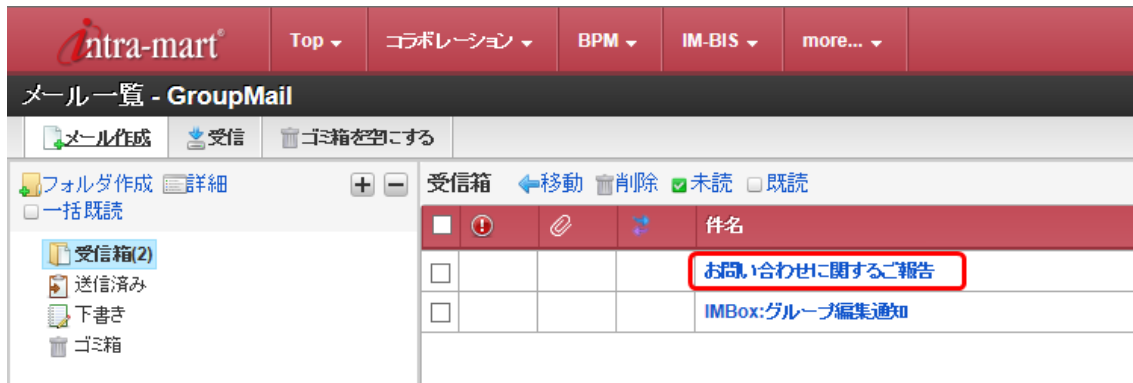 intra-mart® Top コラボレーション BPM IM-BIS more...
メール一覧 - GroupMail
メール作成 受信 ゴミ箱を空にする
フォルダ作成 詳細
一括既読
受信箱(2)
送信済み
下書き
ゴミ箱
受信箱 移動 削除 未読 既読
件名
お問い合わせに関するご報告
IMBox:グループ編集通知